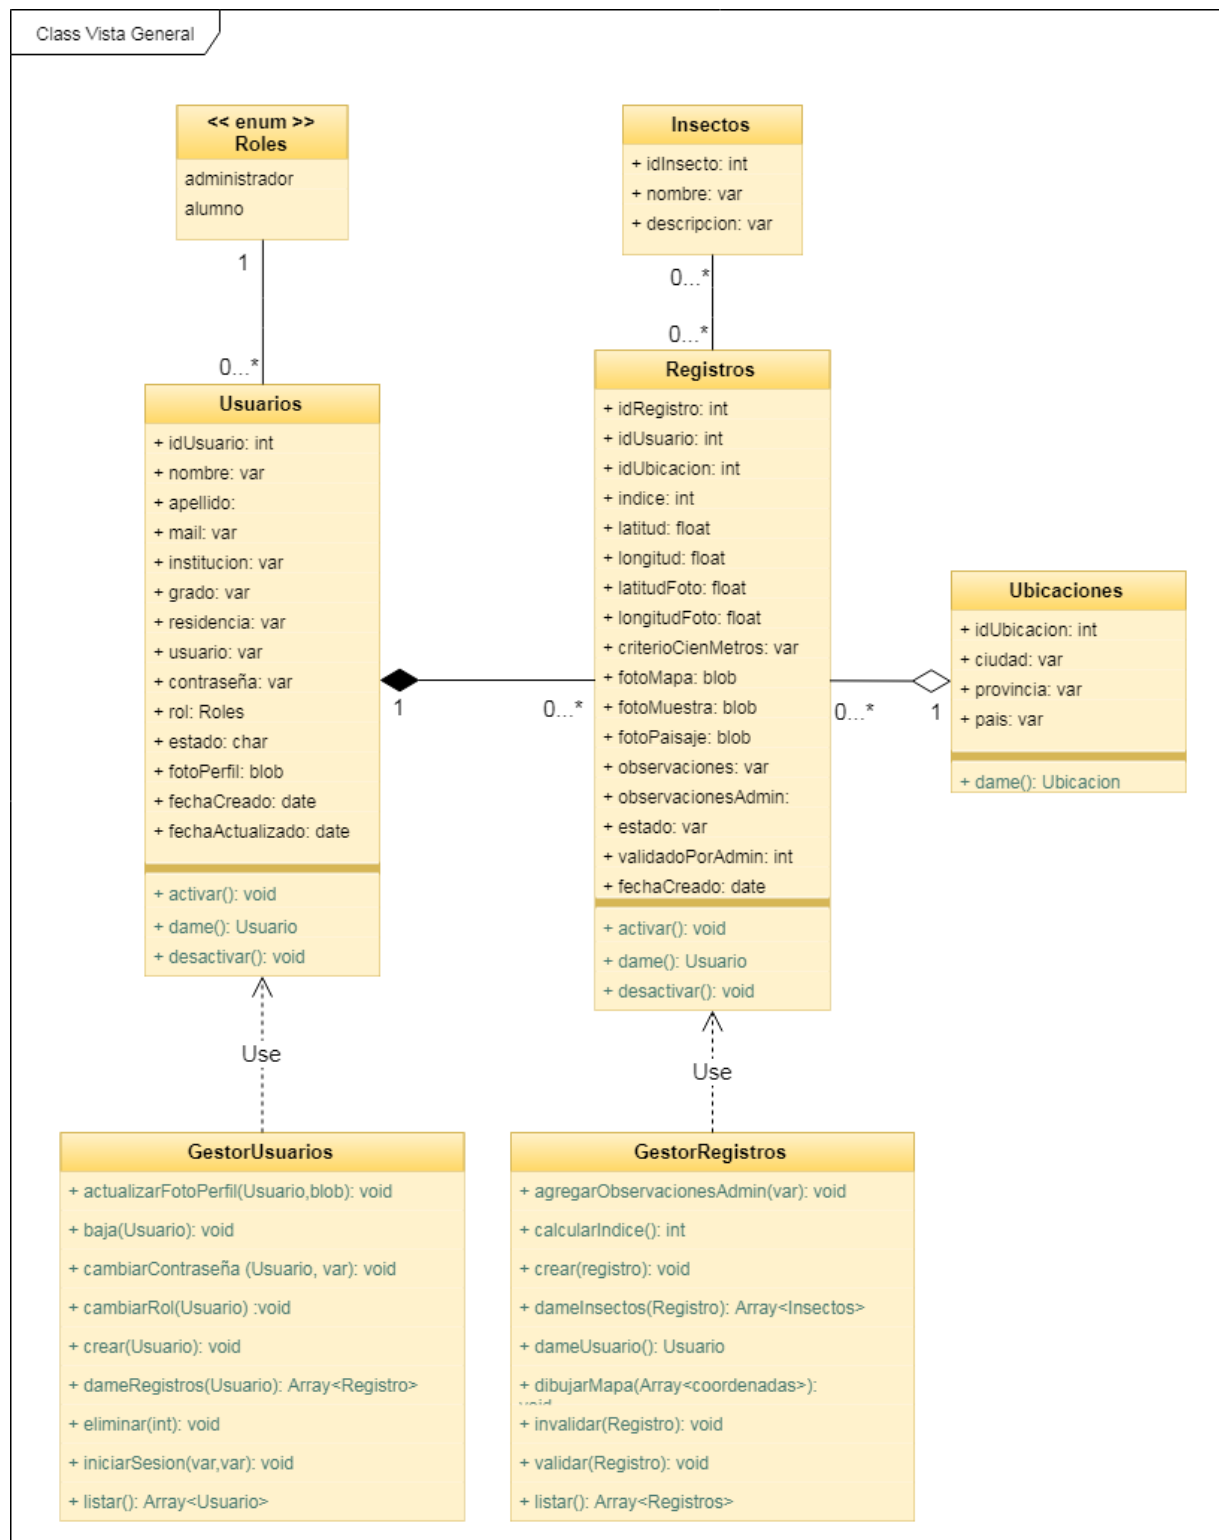 Class Vista General
<< enum >>
Roles
administrador
alumno
1
0...*
Insectos
+ idInsecto: int
+ nombre: var
+ descripcion: var
0...*
0...*
Usuarios
+ idUsuario: int
+ nombre: var
+ apellido:
+ mail: var
+ institucion: var
+ grado: var
+ residencia: var
+ usuario: var
+ contraseña: var
+ rol: Roles
+ estado: char
+ fotoPerfil: blob
+ fechaCreado: date
+ fechaActualizado: date
+ activar(): void
+ dame(): Usuario
+ desactivar(): void
1
0...*
Registros
+ idRegistro: int
+ idUsuario: int
+ idUbicacion: int
+ indice: int
+ latitud: float
+ longitud: float
+ latitudFoto: float
+ longitudFoto: float
+ criterioCienMetros: var
+ fotoMapa: blob
+ fotoMuestra: blob
+ fotoPaisaje: blob
+ observaciones: var
+ observacionesAdmin:
+ estado: var
+ validadoPorAdmin: int
+ fechaCreado: date
+ activar(): void
+ dame(): Usuario
+ desactivar(): void
0...*
1
Ubicaciones
+ idUbicacion: int
+ ciudad: var
+ provincia: var
+ pais: var
+ dame(): Ubicacion
Use
Use
GestorUsuarios
+ actualizarFotoPerfil(Usuario,blob): void
+ baja(Usuario): void
+ cambiarContraseña (Usuario, var): void
+ cambiarRol(Usuario) :void
+ crear(Usuario): void
+ dameRegistros(Usuario): Array<Registro>
+ eliminar(int): void
+ iniciarSesion(var,var): void
+ listar(): Array<Usuario>
GestorRegistros
+ agregarObservacionesAdmin(var): void
+ calcularIndice(): int
+ crear(registro): void
+ dameInsectos(Registro): Array<Insectos>
+ dameUsuario(): Usuario
+ dibujarMapa(Array<coordenadas>):
+ invalidar(Registro): void
+ validar(Registro): void
+ listar(): Array<Registros>